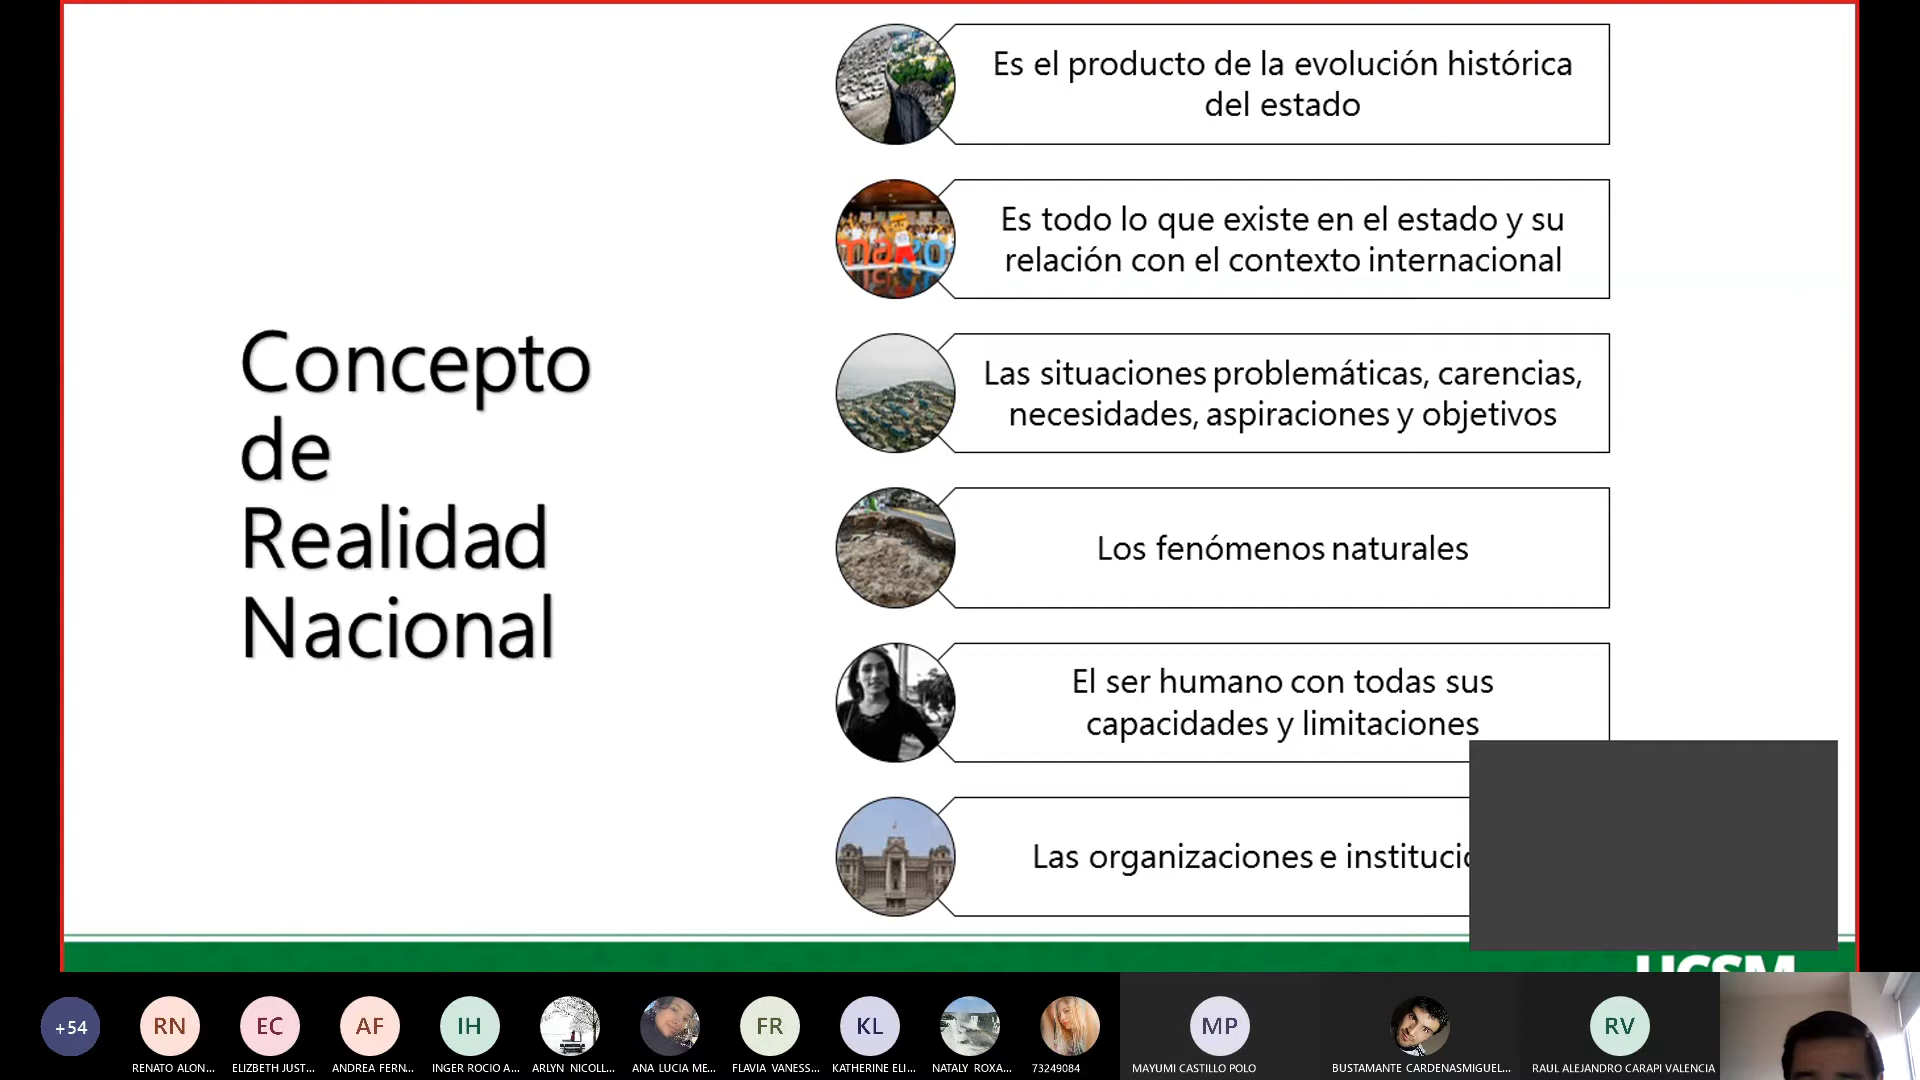 Concepto
de
Realidad
Nacional
Es el producto de la evolución histórica
del estado
Es todo lo que existe en el estado y su
relación con el contexto internacional
Las situaciones problemáticas, carencias,
necesidades, aspiraciones y objetivos
Los fenómenos naturales
El ser humano con todas sus
capacidades y limitaciones
Las organizaciones e institucio
UCSM
+54
RN
EC
AF
IH
FR
KL
MP
RV
RENATO ALON...
ELIZBETH JUST...
ANDREA FERN...
INGER ROCIO A...
ARLYN NICOLL...
ANA LUCIA ME...
FLAVIA VANESS...
KATHERINE ELI...
NATALY ROXA...
73249084
MAYUMI CASTILLO POLO
BUSTAMANTE CARDENASMIGUEL...
RAUL ALEJANDRO CARAPI VALENCIA